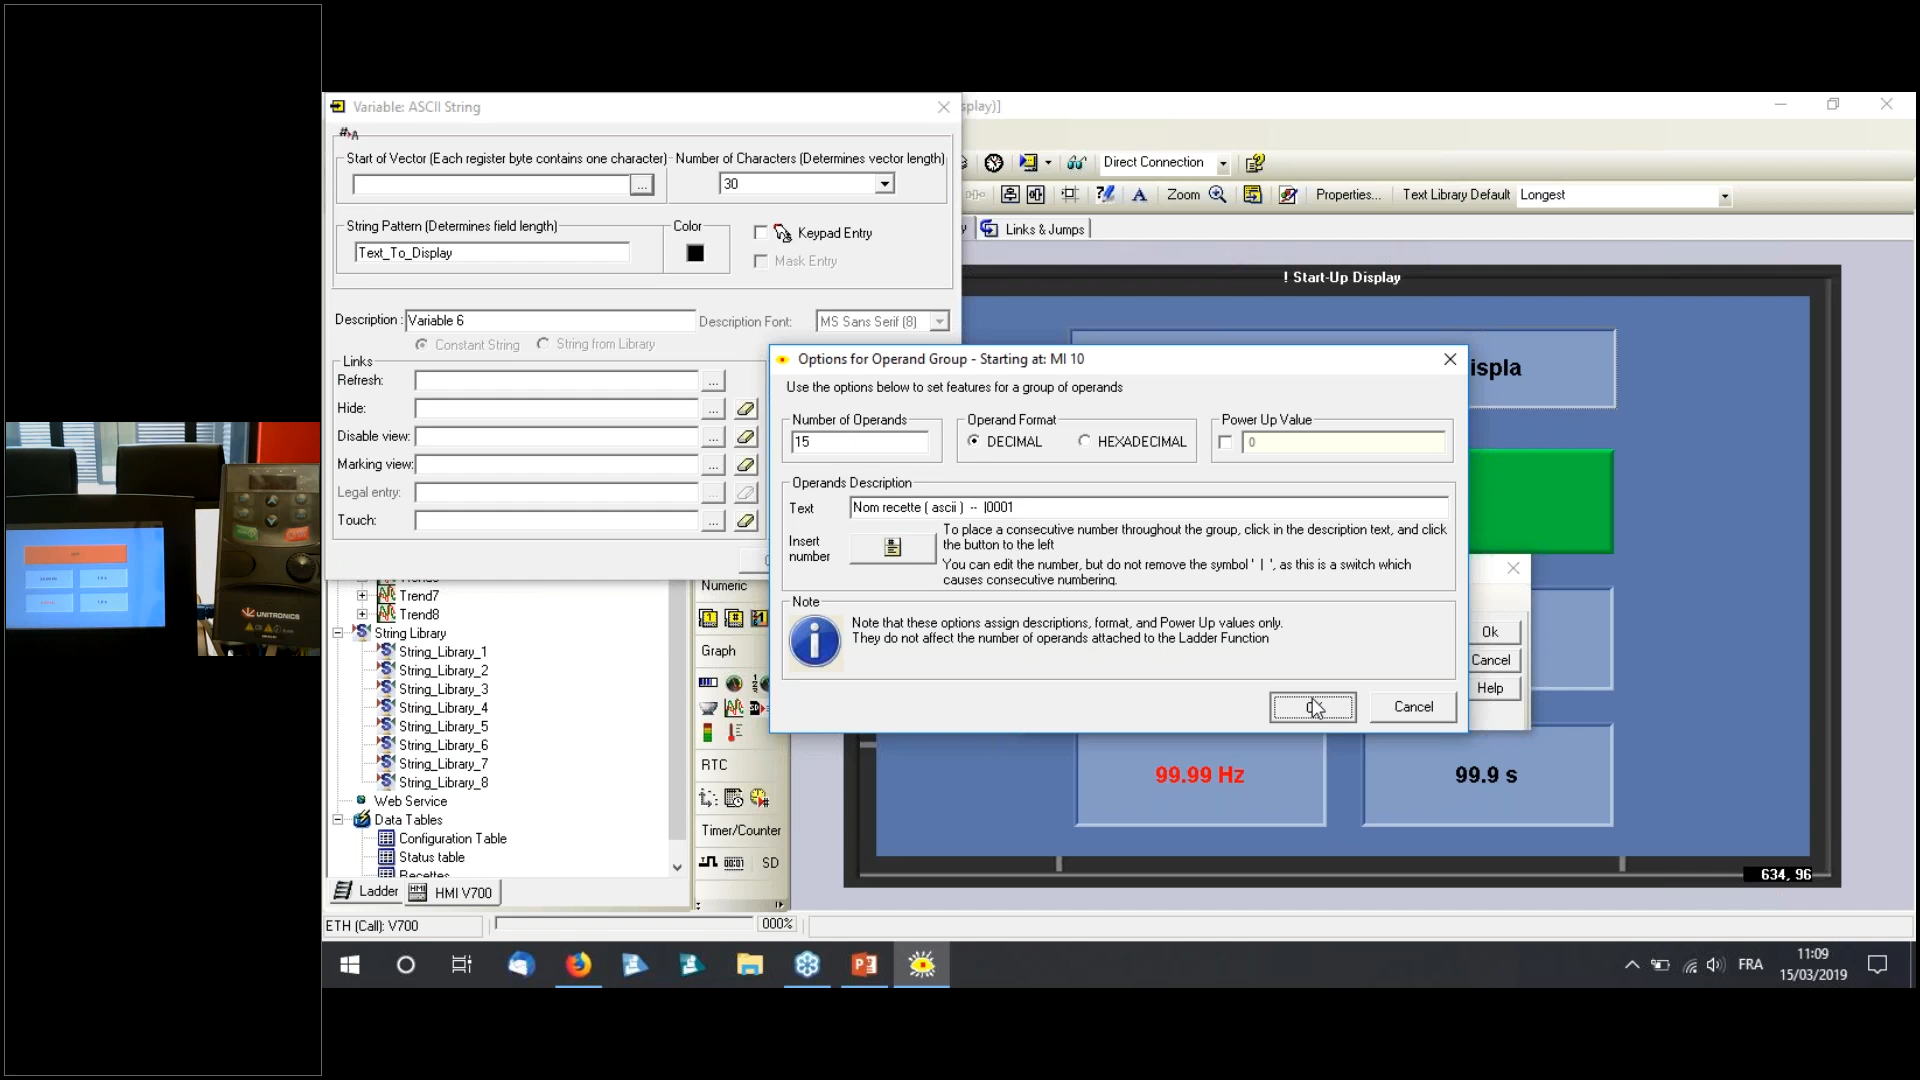 Variable: ASCII String
splay)]
Start of Vector (Each register byte contains one character)
Number of Characters (Determines vector length)
...
30
Direct Connection
Zoom
Properties...
Text Library Default
Longest
String Pattern (Determines field length)
Color
Text_To_Display
Keypad Entry
Mask Entry
Links & Jumps
! Start-Up Display
Description :
Variable 6
Description Font:
MS Sans Serif (8)
Constant String
String from Library
Links
Refresh:
...
Hide:
...
Disable view:
...
Marking view:
...
Legal entry:
...
Touch:
...
ispla
Options for Operand Group - Starting at: MI 10
Use the options below to set features for a group of operands
Number of Operands
15
Operand Format
DECIMAL
HEXADECIMAL
Power Up Value
0
Operands Description
Text
Nom recette ( ascii ) -- |0001
Insert number
To place a consecutive number throughout the group, click in the description text, and click
the button to the left
You can edit the number, but do not remove the symbol ' | ', as this is a switch which
causes consecutive numbering.
Note
Note that these options assign descriptions, format, and Power Up values only.
They do not affect the number of operands attached to the Ladder Function
Cancel
Ok
Cancel
Help
Trend7
Trend8
String Library
String_Library_1
String_Library_2
String_Library_3
String_Library_4
String_Library_5
String_Library_6
String_Library_7
String_Library_8
Web Service
Data Tables
Configuration Table
Status table
Recettes
Ladder
HMI V700
Numeric
Graph
RTC
Timer/Counter
SD
99.99 Hz
99.9 s
634, 96
ETH (Call): V700
000%
UNITRONICS
FRA
11:09
15/03/2019